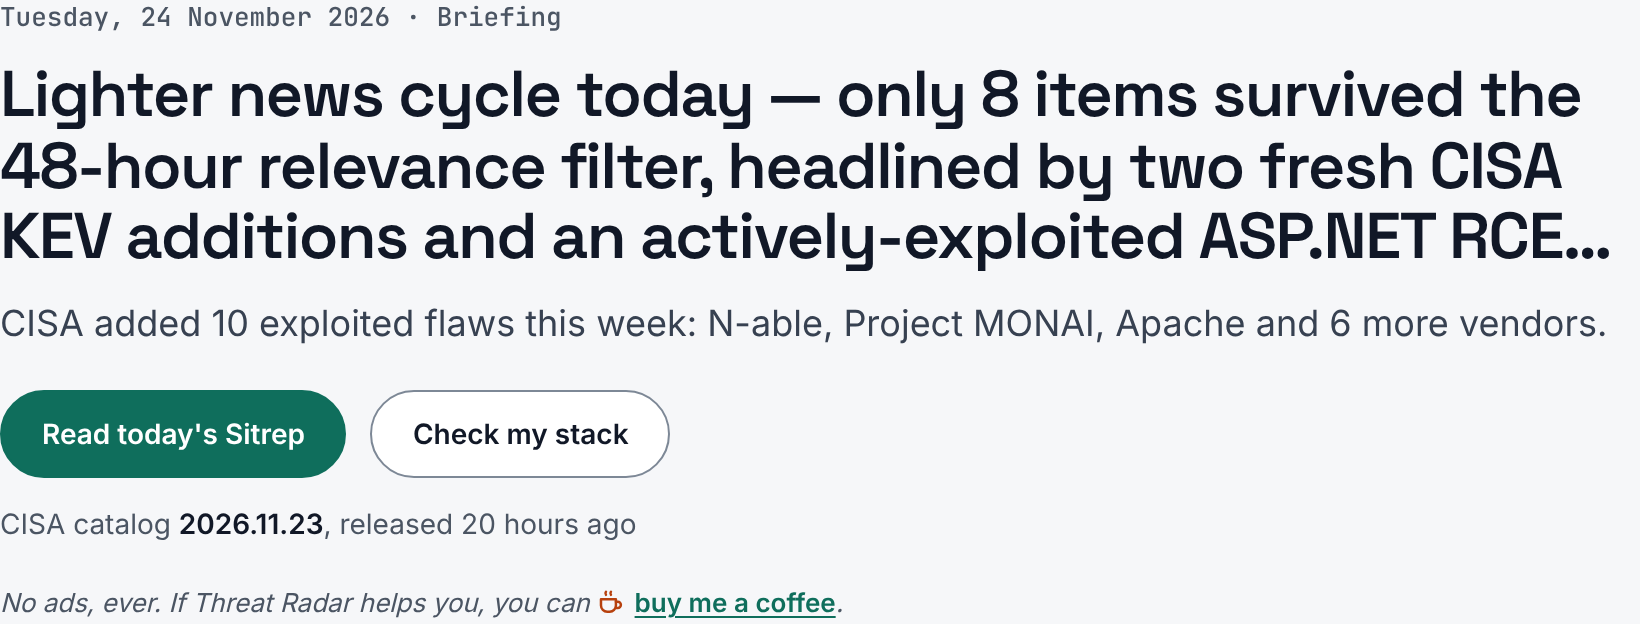 Tuesday, 24 November 2026 · Briefing
Lighter news cycle today — only 8 items survived the
48-hour relevance filter, headlined by two fresh CISA
KEV additions and an actively-exploited ASP.NET RCE...
CISA added 10 exploited flaws this week: N-able, Project MONAI, Apache and 6 more vendors.
Read today's Sitrep
Check my stack
CISA catalog 2026.11.23, released 20 hours ago
No ads, ever. If Threat Radar helps you, you can buy me a coffee.